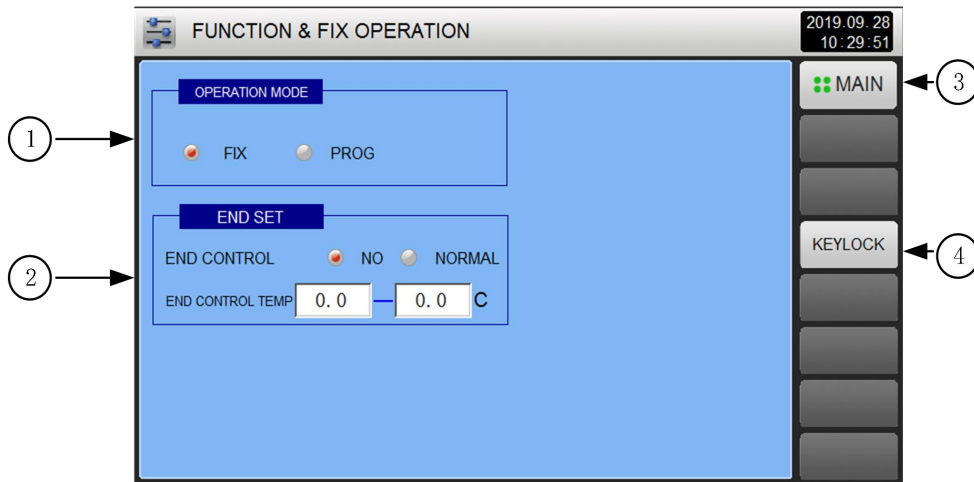 FUNCTION & FIX OPERATION
2019.09.28
10:29:51
OPERATION MODE
MAIN
3
1
FIX PROG
END SET
END CONTROL NO NORMAL
KEYLOCK
4
2
END CONTROL TEMP 0.0 — 0.0 C